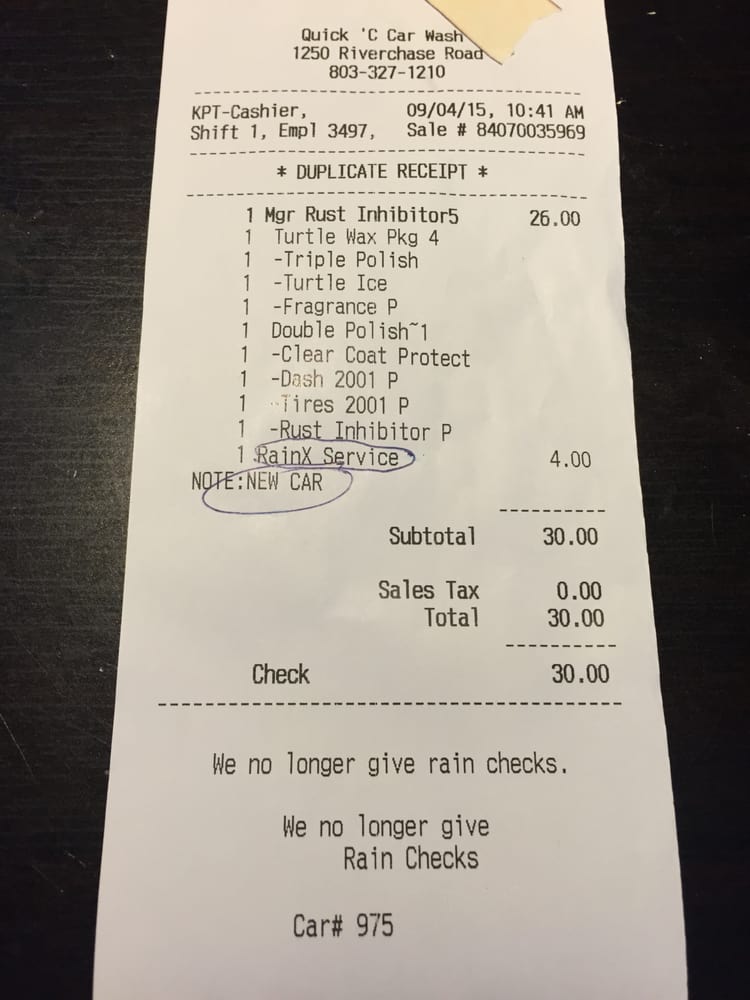 Quick 'C Car Wash
1250 Riverchase Road
803-327-1210
KPT-Cashier, 09/04/15, 10:41 AM
Shift 1, Empl 3497, Sale # 84070035969
* DUPLICATE RECEIPT *
1 Mgr Rust Inhibitor5 26.00
1 Turtle Wax Pkg 4
1 -Triple Polish
1 -Turtle Ice
1 -Fragrance P
1 Double Polish~1
1 -Clear Coat Protect
1 -Dash 2001 P
1 -Tires 2001 P
1 -Rust Inhibitor P
1 RainX Service 4.00
NOTE:NEW CAR
Subtotal 30.00
Sales Tax 0.00
Total 30.00
Check 30.00
We no longer give rain checks.
We no longer give
Rain Checks
Car# 975